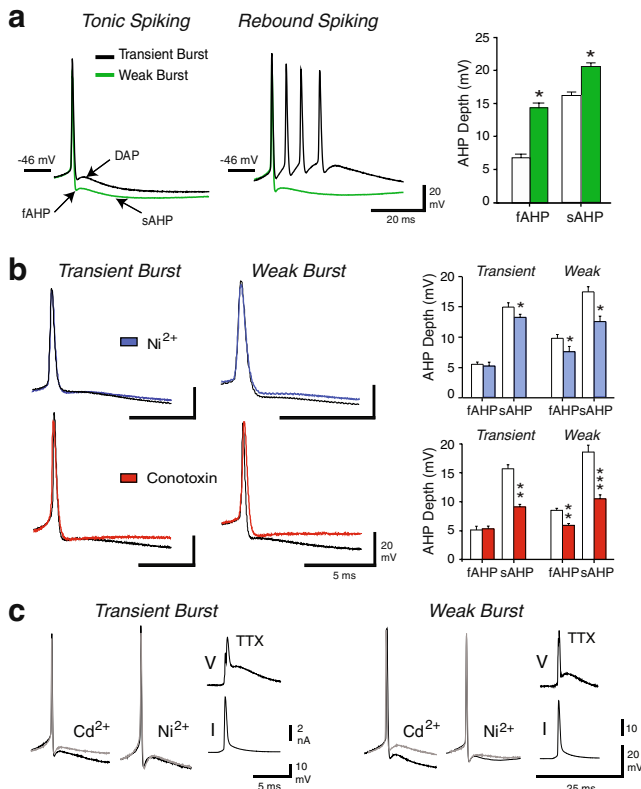 a
Tonic Spiking
Rebound Spiking
Transient Burst
Weak Burst
-46 mV
DAP
fAHP
sAHP
-46 mV
20 mV
20 ms
AHP Depth (mV)
25
20
15
10
5
0
*
*
fAHP
sAHP
b
Transient Burst
Weak Burst
Ni2+
Conotoxin
20 mV
5 ms
AHP Depth (mV)
20
15
10
5
0
Transient
Weak
*
*
*
fAHP sAHP
fAHP sAHP
AHP Depth (mV)
20
15
10
5
0
Transient
Weak
**
**
***
fAHP sAHP
fAHP sAHP
c
Transient Burst
Weak Burst
Cd2+
Ni2+
V
TTX
I
2 nA
10 mV
5 ms
Cd2+
Ni2+
V
TTX
I
10
20 mV
25 ms